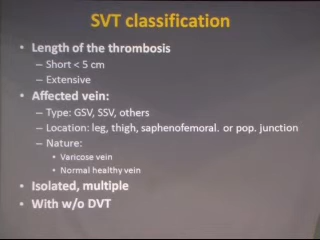 SVT classification
• Length of the thrombosis
– Short < 5 cm
– Extensive
• Affected vein:
– Type: GSV, SSV, others
– Location: leg, thigh, saphenofemoral. or pop. junction
– Nature:
• Varicose vein
• Normal healthy vein
• Isolated, multiple
• With w/o DVT